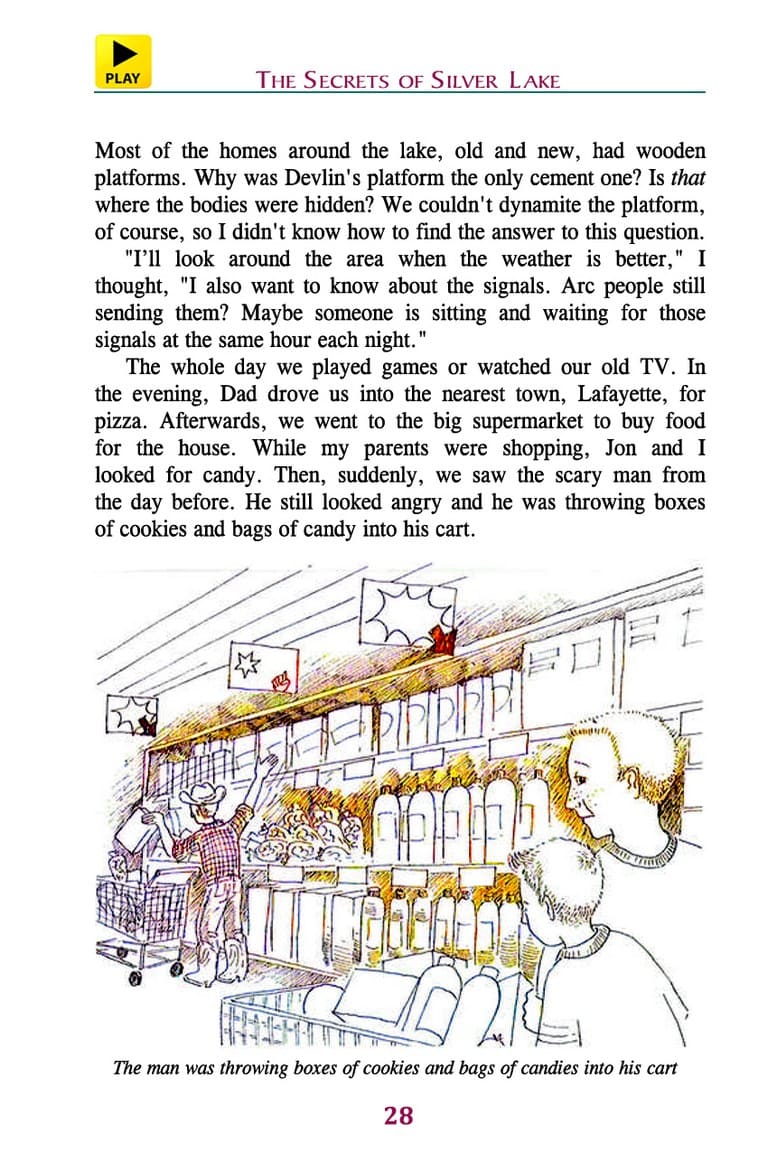 PLAY
THE SECRETS OF SILVER LAKE
Most of the homes around the lake, old and new, had wooden
platforms. Why was Devlin's platform the only cement one? Is that
where the bodies were hidden? We couldn't dynamite the platform,
of course, so I didn't know how to find the answer to this question.
"I’ll look around the area when the weather is better," I
thought, "I also want to know about the signals. Arc people still
sending them? Maybe someone is sitting and waiting for those
signals at the same hour each night."
The whole day we played games or watched our old TV. In
the evening, Dad drove us into the nearest town, Lafayette, for
pizza. Afterwards, we went to the big supermarket to buy food
for the house. While my parents were shopping, Jon and I
looked for candy. Then, suddenly, we saw the scary man from
the day before. He still looked angry and he was throwing boxes
of cookies and bags of candy into his cart.
The man was throwing boxes of cookies and bags of candies into his cart
28